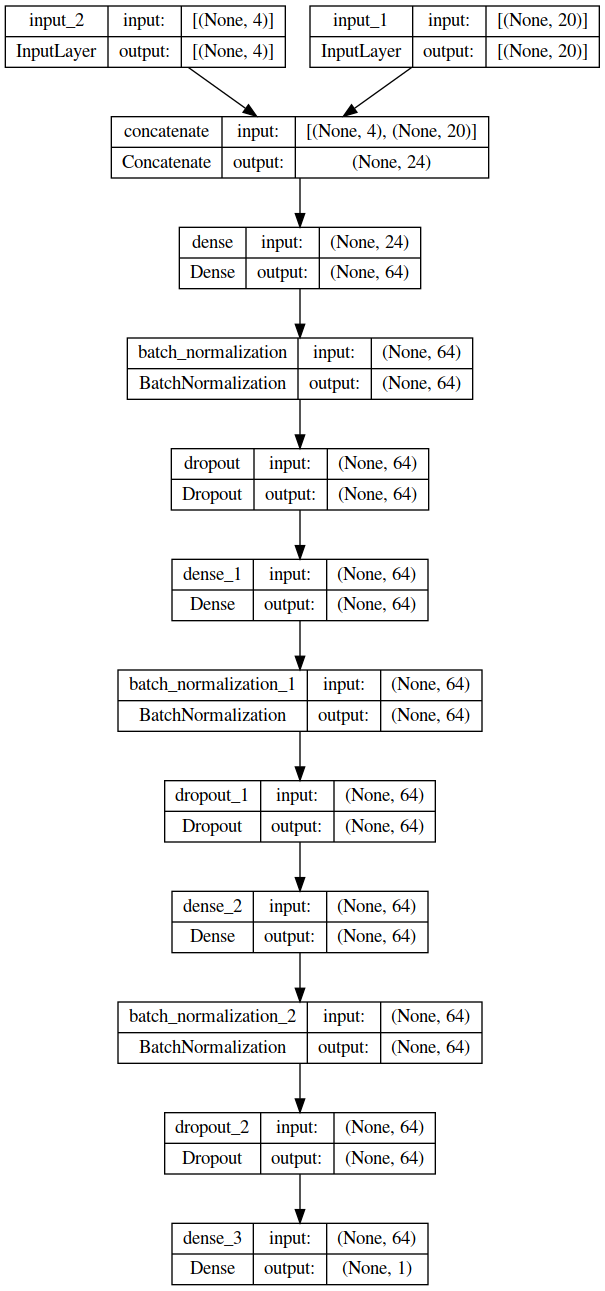 input_2 input: [(None, 4)]
InputLayer output: [(None, 4)]
input_1 input: [(None, 20)]
InputLayer output: [(None, 20)]
concatenate input: [(None, 4), (None, 20)]
Concatenate output: (None, 24)
dense input: (None, 24)
Dense output: (None, 64)
batch_normalization input: (None, 64)
BatchNormalization output: (None, 64)
dropout input: (None, 64)
Dropout output: (None, 64)
dense_1 input: (None, 64)
Dense output: (None, 64)
batch_normalization_1 input: (None, 64)
BatchNormalization output: (None, 64)
dropout_1 input: (None, 64)
Dropout output: (None, 64)
dense_2 input: (None, 64)
Dense output: (None, 64)
batch_normalization_2 input: (None, 64)
BatchNormalization output: (None, 64)
dropout_2 input: (None, 64)
Dropout output: (None, 64)
dense_3 input: (None, 64)
Dense output: (None, 1)